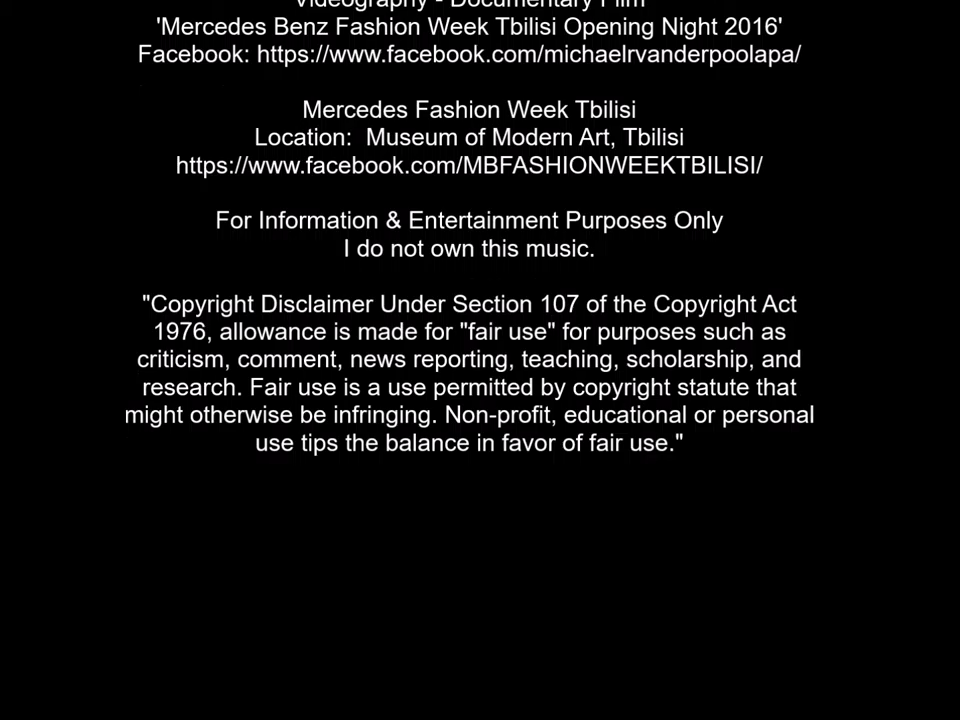 Videography - Documentary Film
'Mercedes Benz Fashion Week Tbilisi Opening Night 2016'
Facebook: https://www.facebook.com/michaelrvanderpoolapa/
Mercedes Fashion Week Tbilisi
Location:  Museum of Modern Art, Tbilisi
https://www.facebook.com/MBFASHIONWEEKTBILISI/
For Information & Entertainment Purposes Only
I do not own this music.
"Copyright Disclaimer Under Section 107 of the Copyright Act
1976, allowance is made for "fair use" for purposes such as
criticism, comment, news reporting, teaching, scholarship, and
research. Fair use is a use permitted by copyright statute that
might otherwise be infringing. Non-profit, educational or personal
use tips the balance in favor of fair use."